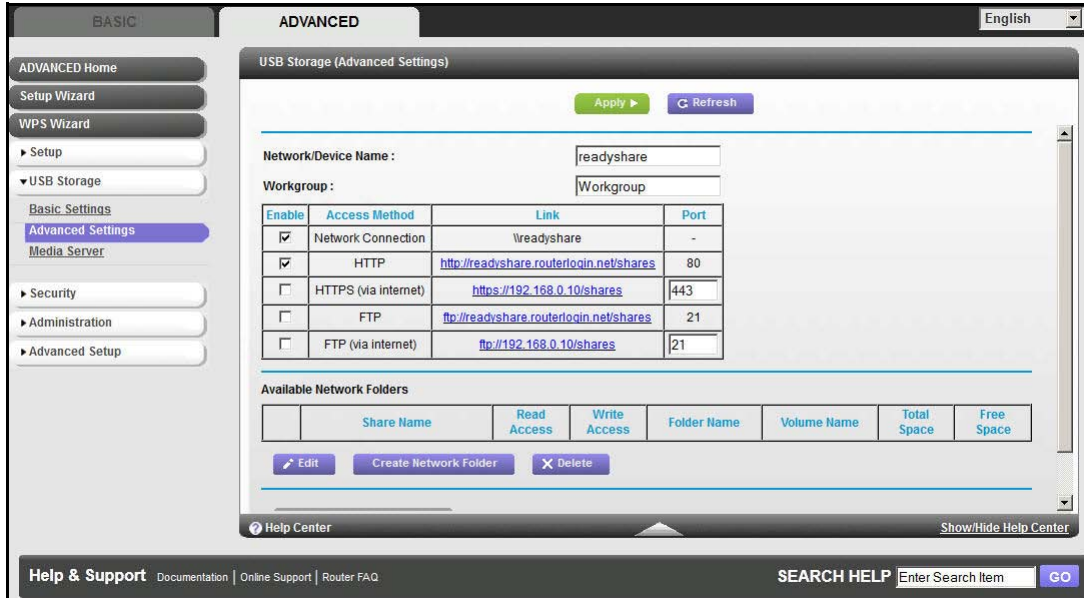 BASIC
ADVANCED
English
ADVANCED Home
Setup Wizard
WPS Wizard
Setup
USB Storage
Basic Settings
Advanced Settings
Media Server
Security
Administration
Advanced Setup
USB Storage (Advanced Settings)
Apply
Refresh
Network/Device Name : readyshare
Workgroup : Workgroup
Enable Access Method Link Port
Network Connection \\readyshare -
HTTP http://readyshare.routerlogin.net/shares 80
HTTPS (via internet) https://192.168.0.10/shares 443
FTP ftp://readyshare.routerlogin.net/shares 21
FTP (via internet) ftp://192.168.0.10/shares 21
Available Network Folders
Share Name Read Access Write Access Folder Name Volume Name Total Space Free Space
Edit Create Network Folder X Delete
? Help Center Show/Hide Help Center
Help & Support Documentation | Online Support | Router FAQ SEARCH HELP Enter Search Item GO